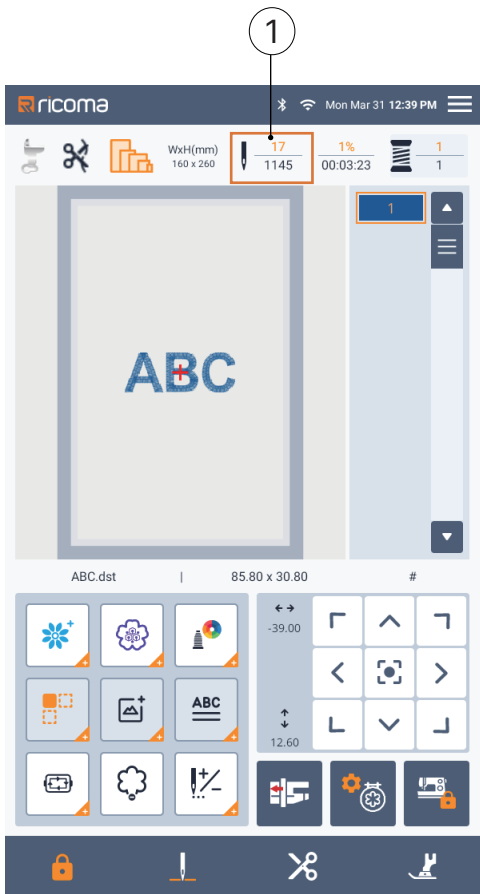 1
ricoma
Mon Mar 31 12:39 PM
WxH(mm)
160 x 260
17
1145
1%
00:03:23
1
1
1
ABC
ABC.dst | 85.80 x 30.80 #
-39.00
ABC
12.60